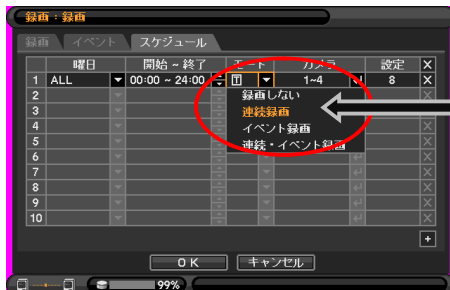 録画 : 録画
録画 イベント スケジュール
曜日 開始 ~ 終了 モード カメラ 設定 X
1 ALL 00:00 ~ 24:00 T 1~4 8 X
2 X
録画しない
3 X
連続録画
4 X
イベント録画
5 X
連続・イベント録画
6 X
7 X
8 X
9 X
10 X
+
OK キャンセル
99%